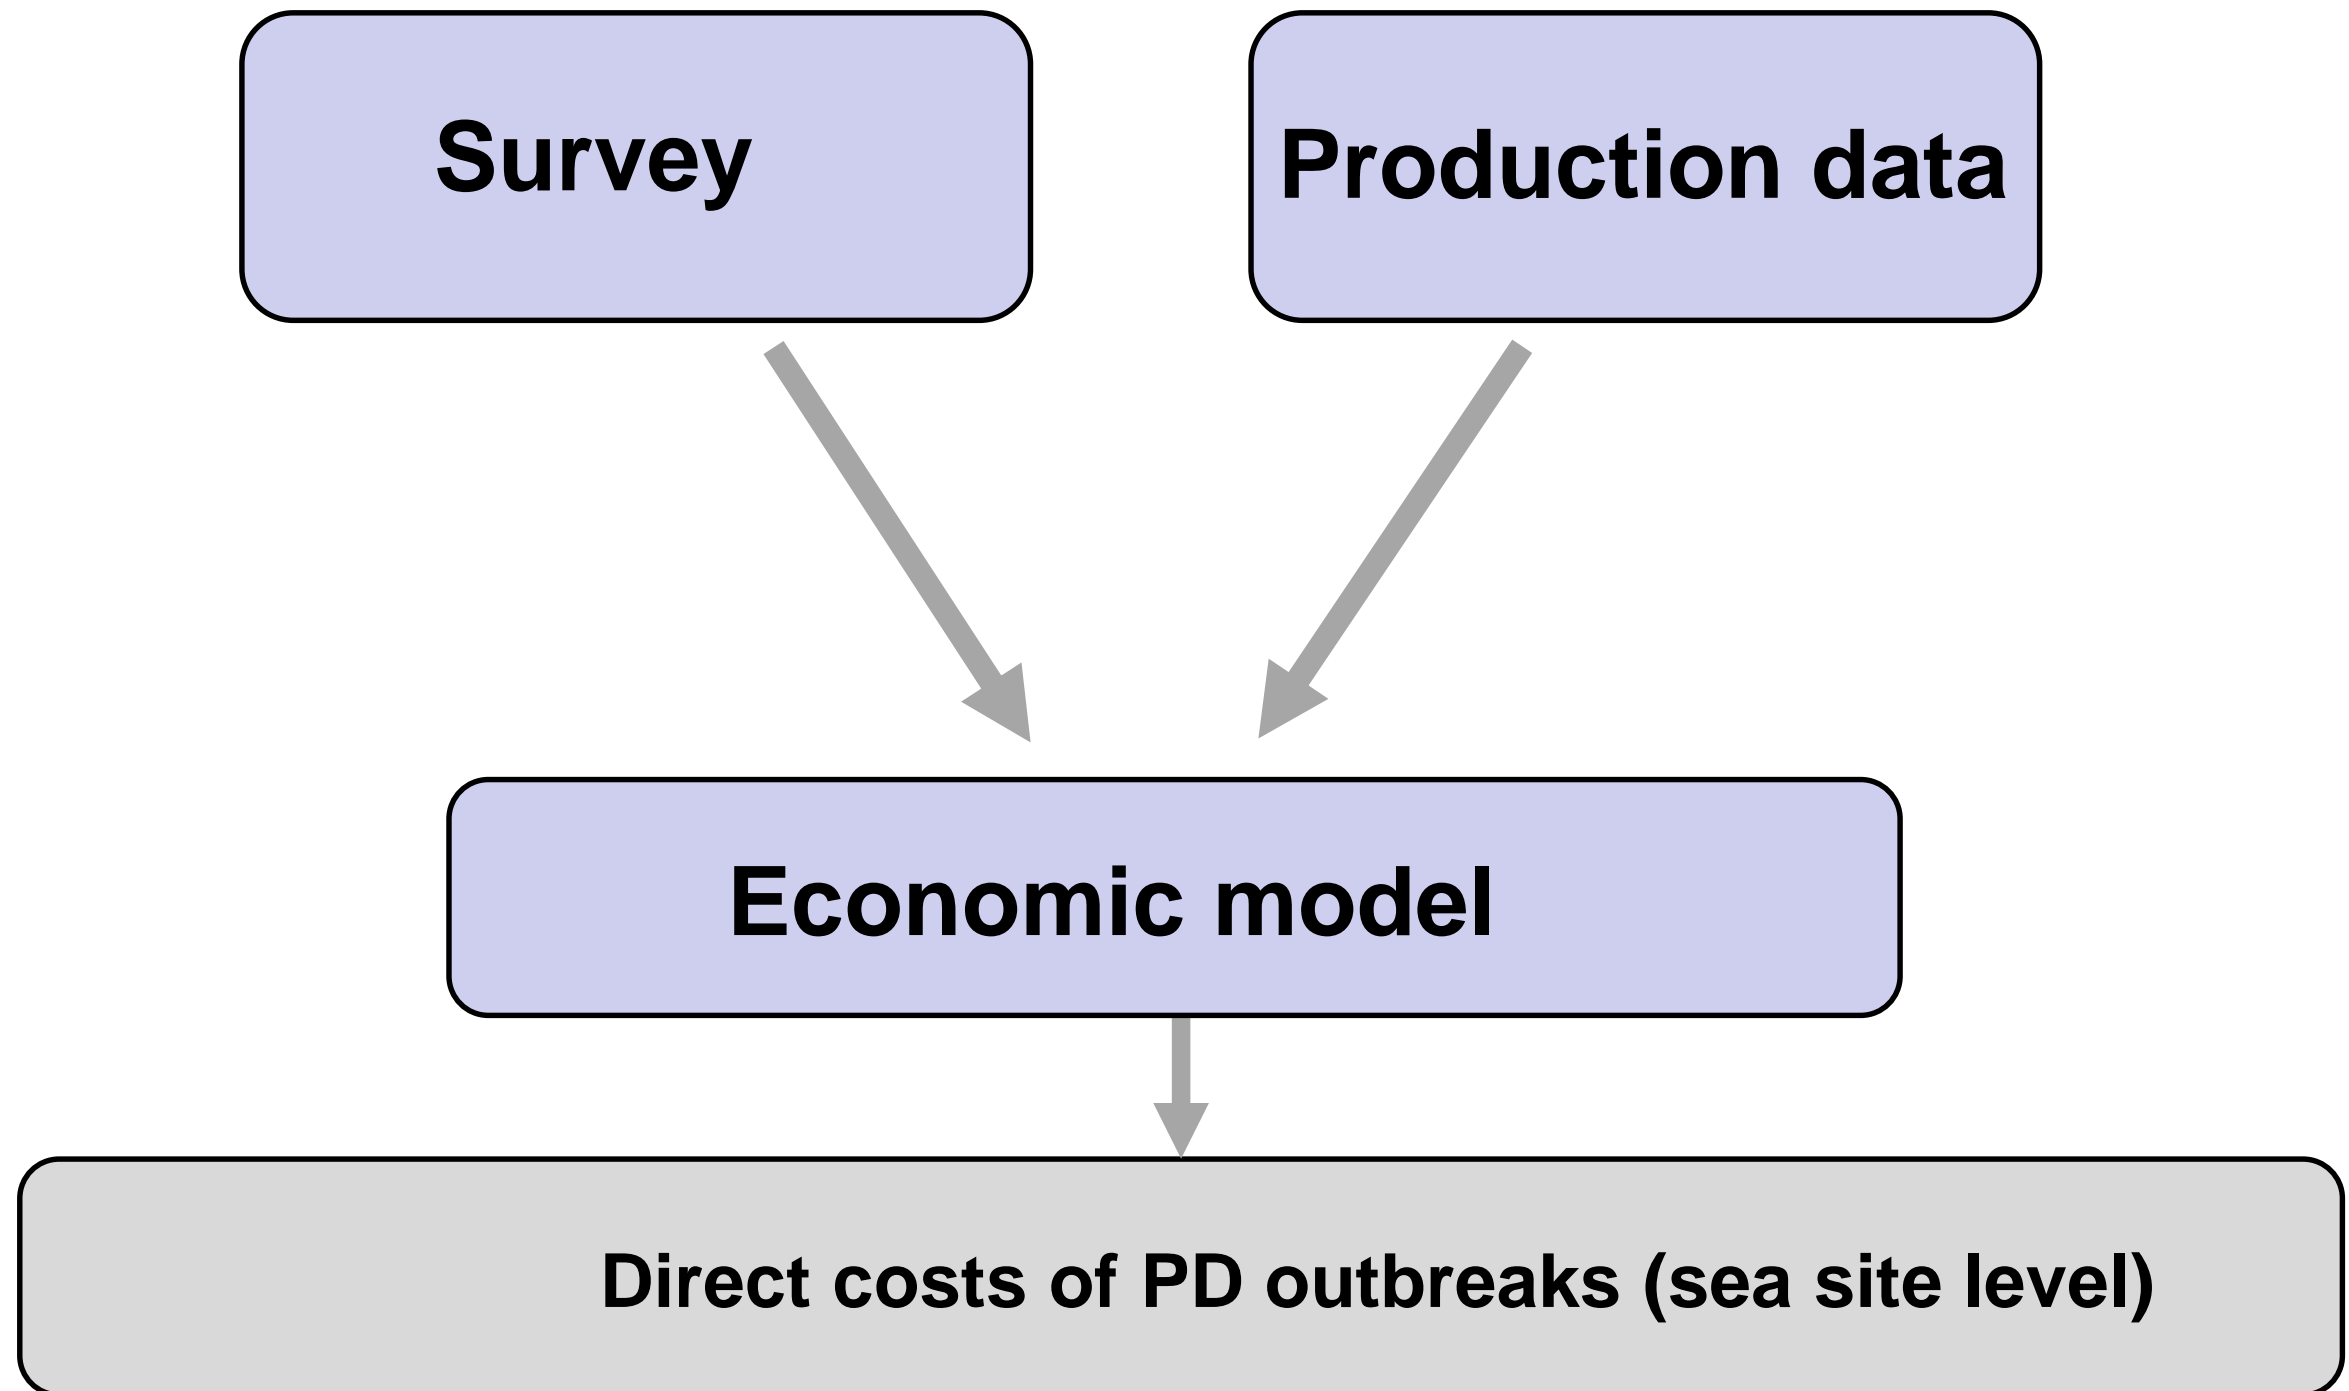 Survey
Production data
Economic model
Direct costs of PD outbreaks (sea site level)